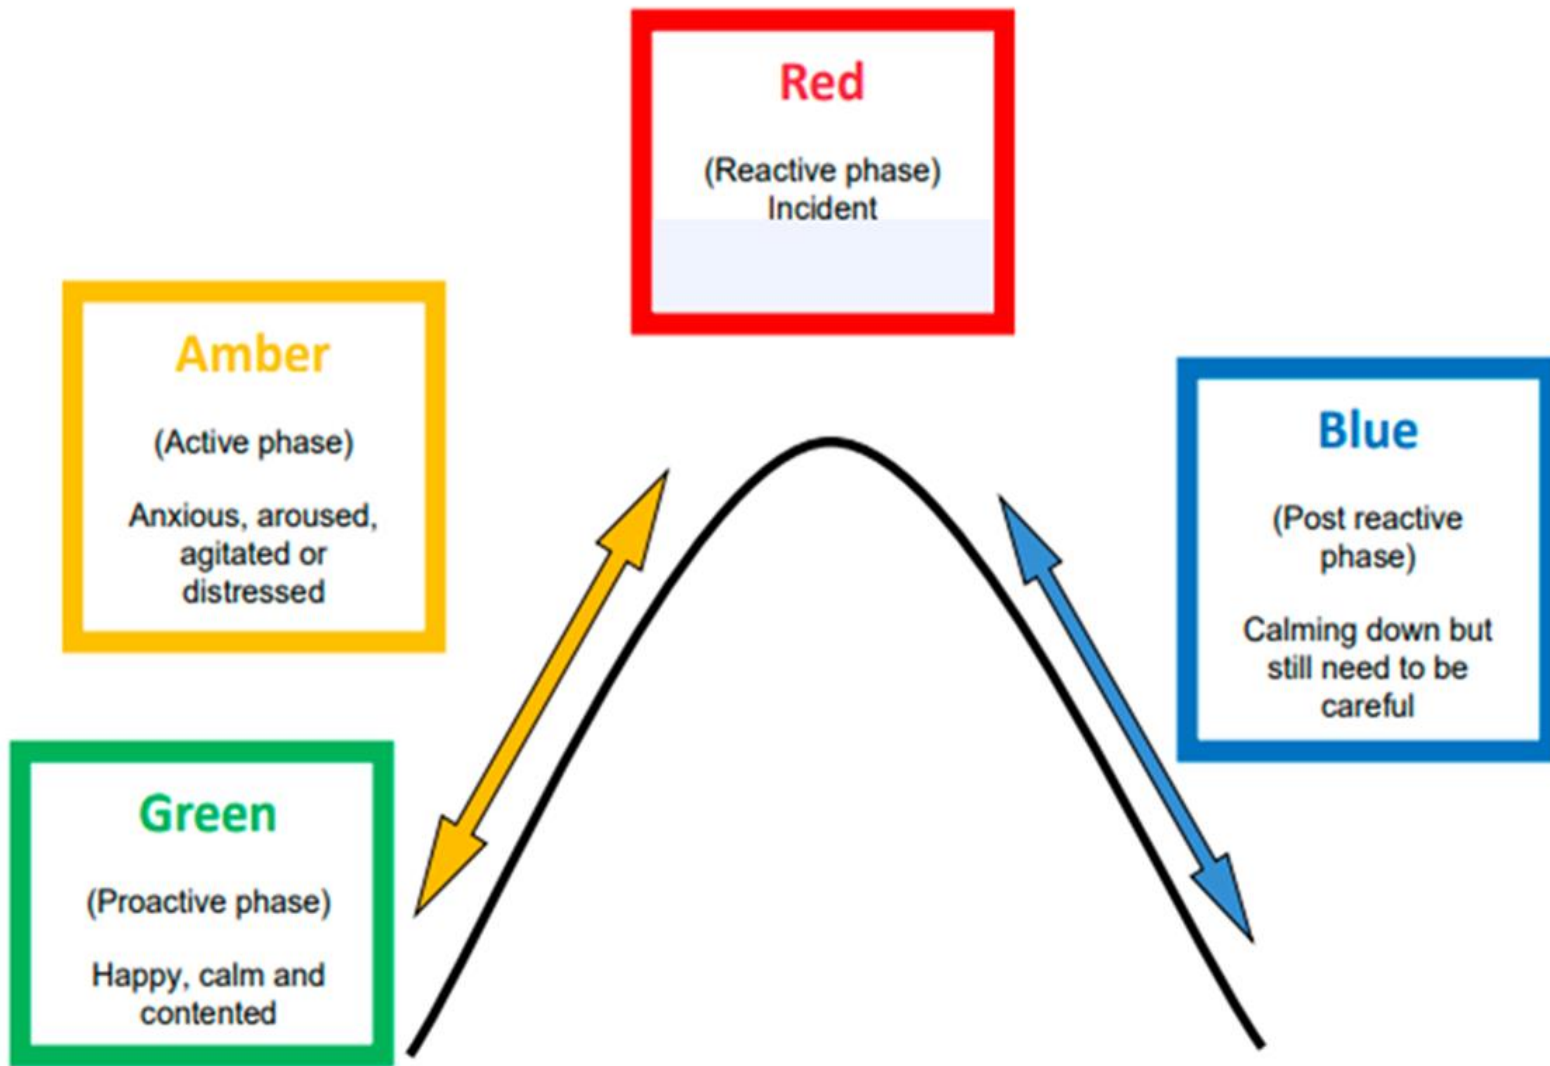 Red
(Reactive phase)
Incident
Amber
(Active phase)
Anxious, aroused,
agitated or
distressed
Blue
(Post reactive
phase)
Calming down but
still need to be
careful
Green
(Proactive phase)
Happy, calm and
contented